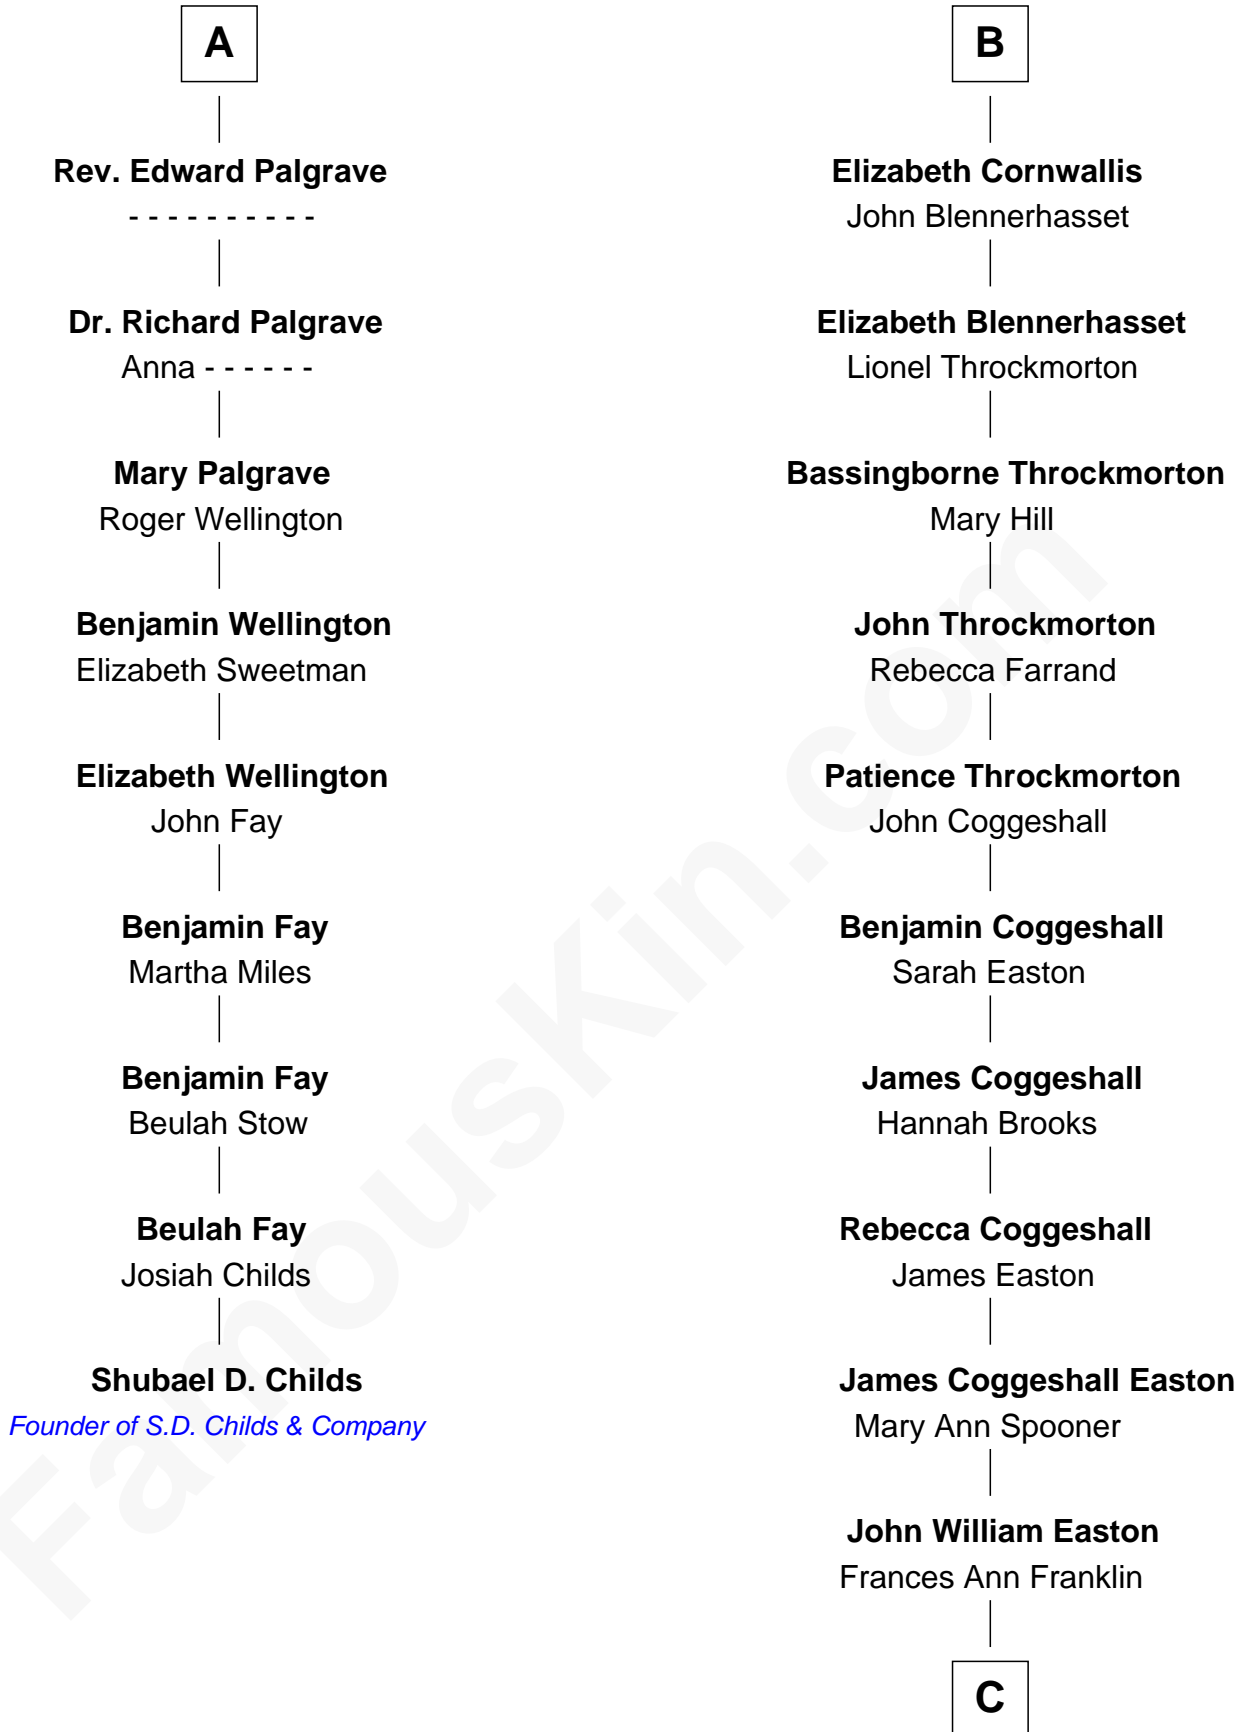 A
Rev. Edward Palgrave
- - - - - - - - - -
Dr. Richard Palgrave
Anna - - - - - -
Mary Palgrave
Roger Wellington
Benjamin Wellington
Elizabeth Sweetman
Elizabeth Wellington
John Fay
Benjamin Fay
Martha Miles
Benjamin Fay
Beulah Stow
Beulah Fay
Josiah Childs
Shubael D. Childs
Founder of S.D. Childs & Company
B
Elizabeth Cornwallis
John Blennerhasset
Elizabeth Blennerhasset
Lionel Throckmorton
Bassingborne Throckmorton
Mary Hill
John Throckmorton
Rebecca Farrand
Patience Throckmorton
John Coggeshall
Benjamin Coggeshall
Sarah Easton
James Coggeshall
Hannah Brooks
Rebecca Coggeshall
James Easton
James Coggeshall Easton
Mary Ann Spooner
John William Easton
Frances Ann Franklin
C
FamousKin.com